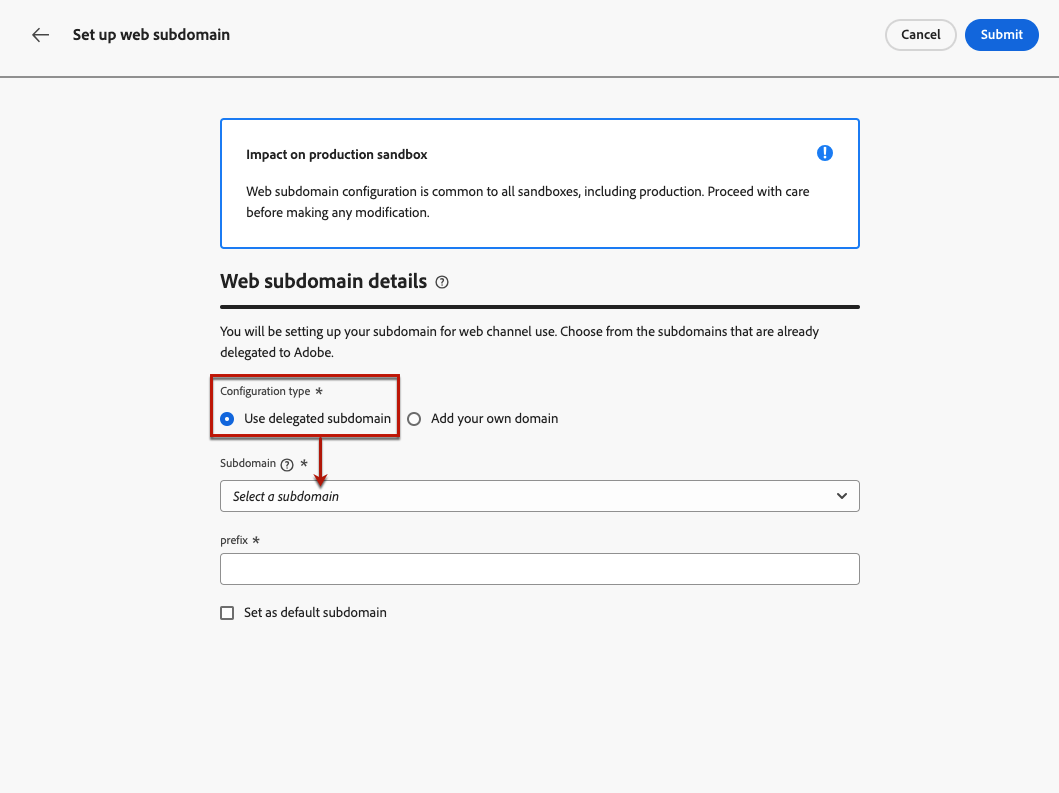 Set up web subdomain
Cancel
Submit
Impact on production sandbox
Web subdomain configuration is common to all sandboxes, including production. Proceed with care
before making any modification.
Web subdomain details
You will be setting up your subdomain for web channel use. Choose from the subdomains that are already
delegated to Adobe.
Configuration type *
Use delegated subdomain
Add your own domain
Subdomain *
Select a subdomain
prefix *
Set as default subdomain